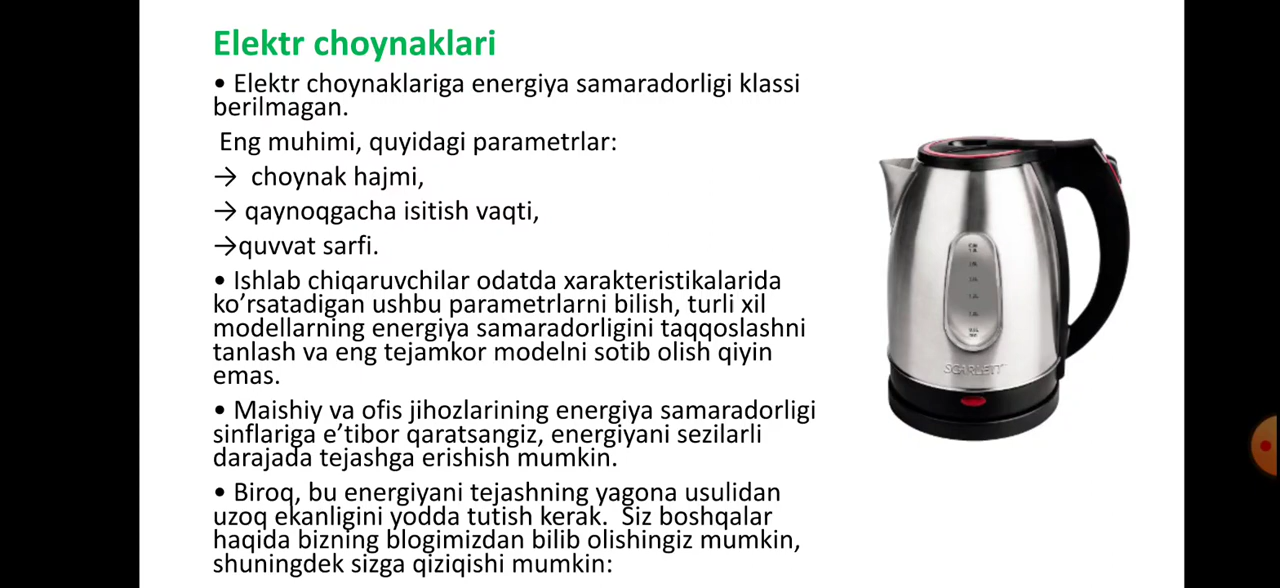 Elektr choynaklari
• Elektr choynaklariga energiya samaradorligi klassi
berilmagan.
Eng muhimi, quyidagi parametrlar:
→ choynak hajmi,
→ qaynoqgacha isitish vaqti,
→quvvat sarfi.
• Ishlab chiqaruvchilar odatda xarakteristikalarida
ko’rsatadigan ushbu parametrlarni bilish, turli xil
modellarning energiya samaradorligini taqqoslashni
tanlash va eng tejamkor modelni sotib olish qiyin
emas.
• Maishiy va ofis jihozlarining energiya samaradorligi
sinflariga e’tibor qaratsangiz, energiyani sezilarli
darajada tejashga erishish mumkin.
• Biroq, bu energiyani tejashning yagona usulidan
uzoq ekanligini yodda tutish kerak.  Siz boshqalar
haqida bizning blogimizdan bilib olishingiz mumkin,
shuningdek sizga qiziqishi mumkin:
SCARLETT